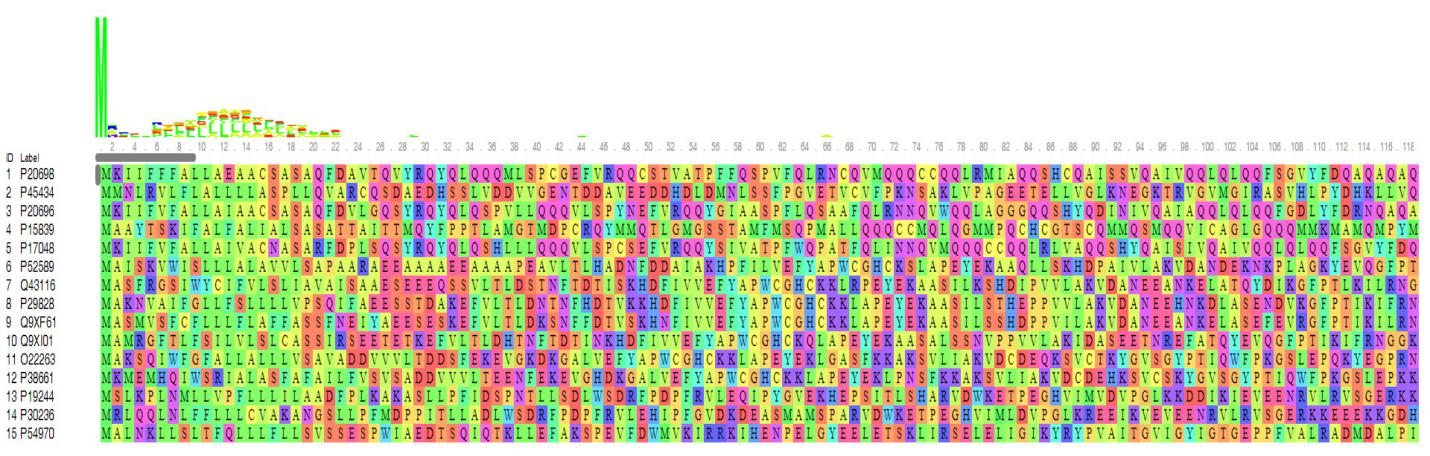 . 2 . 4 . 6 . 8 . 10 . 12 . 14 . 16 . 18 . 20 . 22 . 24 . 26 . 28 . 30 . 32 . 34 . 36 . 38 . 40 . 42 . 44 . 46 . 48 . 50 . 52 . 54 . 56 . 58 . 60 . 62 . 64 . 66 . 68 . 70 . 72 . 74 . 76 . 78 . 80 . 82 . 84 . 86 . 88 . 90 . 92 . 94 . 96 . 98 . 100 . 102 . 104 . 106 . 108 . 110 . 112 . 114 . 116 . 118
ID Label
1 P20698 MKIIFFFALLAEAACSASAQFDAVTQVYRQYQLQQQMLSPCGEFVRQQCSTVATPFFQSPVFQLRNCQVMQQQCCQQLRMIAQQSHCQAISSVQAIVQQLQLQQFSGVYFDQAQAQAQ
2 P45434 MMNLRVLFLALLLLASPLLQVARCQSDAEDHSSLVDDVVGENTDDAVEEDDHDLDMNLSSFPGVETVCVFPKNSAKLVPAGEETELLVGLKNEGKTRVGVMGIRASVHLPYDHKLLVQ
3 P20696 MKIIFVFALLAIAACSASAQFDVLGQSYRQYQLQSPVLLQQQVLSPYNEFVRQQYGIAASPFLQSAAFQLRNNQVWQQLAGGGQQSHYQDINIVQAIAQQLQLQQFGDLYFDRNQAQA
4 P15839 MAAYTSKIFALFALIALSASATTAITTMQYFPPTLAMGTMDPCRQYMMQTLGMGSSTAMFMSQPMALLQQQCCMQLQGMMPQCHCGTSCQMMQSMQQVICAGLGQQQMMKMAMQMPYM
5 P17048 MKIIFVFALLAIVACNASARFDPLSQSYRQYQLQSHLLLQQQVLSPCSEFVRQQYSIVATPFWQPATFQLINNQVMQQQCCQQLRLVAQQSHYQAISIVQAIVQQLQLQQFSGVYFDQ
6 P52589 MAISKVWISLLLALAVVLSAPAARAEEAAAAEEAAAAPEAVLTLHADNFDDAIAKHPFILVEFYAPWCGHCKSLAPEYEKAAQLLSKHDPAIVLAKVDANDEKNKPLAGKYEVQGFPT
7 Q43116 MASFRGSIWYCIFVLSLIAVAISAAESEEEQSSVLTLDSTNFTDTISKHDFIVVEFYAPWCGHCKKLRPEYEKAASILKSHDIPVVLAKVDANEEANKELATQYDIKGFPTLKILRNG
8 P29828 MAKNVAIFGLLFSLLLLVPSQIFAEESSTDAKEFVLTLDNTNFHDTVKKHDFIVVEFYAPWCGHCKKLAPEYEKAASILSTHEPPVVLAKVDANEEHNKDLASENDVKGFPTIKIFRN
9 Q9XF61 MASMVSFCFLLLFLAFFASSFNEIYAEESESKEFVLTLDKSNFFDTVSKHNFIVVEFYAPWCGHCKKLAPEYEKAASILSSHDPPVILAKVDANEEANKELASEFEVRGFPTIKILRN
10 Q9XI01 MAMRGFTLFSILVLSLCASSIRSEETETKEFVLTLDHTNFTDTINKHDFIVVEFYAPWCGHCKQLAPEYEKAASALSSNVPPVVLAKIDASEETNREFATQYEVQGFPTIKIFRNGGK
11 O22263 MAKSQIWFGFALLALLLVSAVADDVVVLTDDSFEKEVGKDKGALVEFYAPWCGHCKKLAPEYEKLGASFKKAKSVLIAKVDCDEQKSVCTKYGVSGYPTIQWFPKGSLEPQKYEGPRN
12 P38661 MKMEMHQIWSRIALASFAFAILFVSVSADDVVVLTEENFEKEVGHDKGALVEFYAPWCGHCKKLAPEYEKLPNSFKKAKSVLIAKVDCDEHKSVCSKYGVSGYPTIQWFPKGSLEPKK
13 P19244 MSLKPLNMLLVPFLLLILAADFPLKAKASLLPFIDSPNTLLSDLWSDRFPDPFRVLEQIPYGVEKHEPSITLSHARVDWKETPEGHVIMVDVPGLKKDDIKIEVEENRVLRVSGERKK
14 P30236 MRLQQLNLFFLLLCVAKANGSLLPFMDPPITLLADLWSDRFPDPFRVLEHIPFGVDKDEASMAMSPARVDWKETPEGHVIMLDVPGLKREEIKVEVEENRVLRVSGERKKEEEKKGDH
15 P54970 MALNKLLSLTFQLLLFLLSVSSESPWIAEDTSQIQTKLLEFAKSPEVFDWMVKIRRKIHENPELGYEELETSKLIRSELELIGIKYRYPVAITGVIGYIGTGEPPFVALRADMDALPI